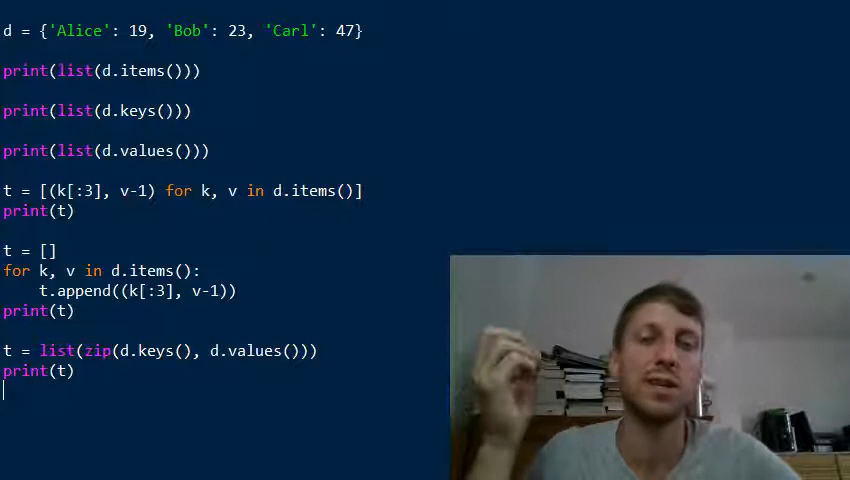 d = {'Alice': 19, 'Bob': 23, 'Carl': 47}
print(list(d.items()))
print(list(d.keys()))
print(list(d.values()))
t = [(k[:3], v-1) for k, v in d.items()]
print(t)
t = []
for k, v in d.items():
    t.append((k[:3], v-1))
print(t)
t = list(zip(d.keys(), d.values()))
print(t)